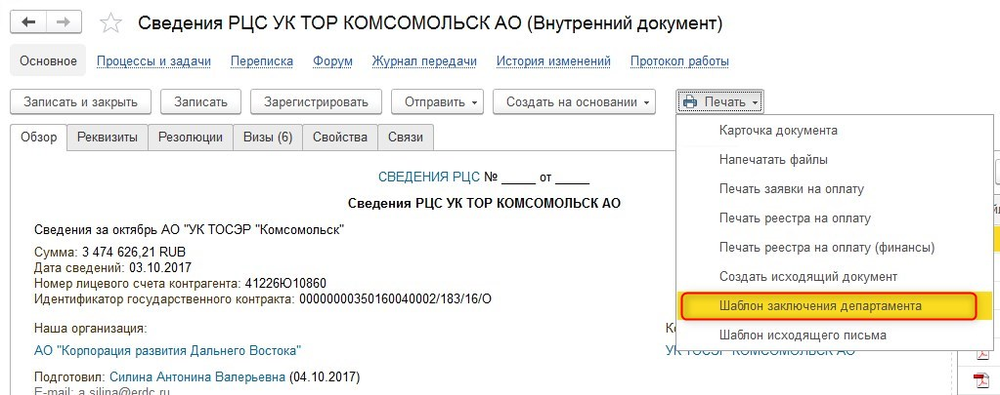 Сведения РЦС УК ТОР КОМСОМОЛЬСК АО (Внутренний документ)
Основное Процессы и задачи Переписка Форум Журнал передачи История изменений Протокол работы
Записать и закрыть Записать Зарегистрировать Отправить Создать на основании Печать
Обзор Реквизиты Резолюции Визы (6) Свойства Связи
Карточка документа
Напечатать файлы
Печать заявки на оплату
Печать реестра на оплату
Печать реестра на оплату (финансы)
Создать исходящий документ
Шаблон заключения департамента
Шаблон исходящего письма
СВЕДЕНИЯ РЦС № _____ от _____
Сведения РЦС УК ТОР КОМСОМОЛЬСК АО
Сведения за октябрь АО "УК ТОСЭР "Комсомольск"
Сумма: 3 474 626,21 RUB
Дата сведений: 03.10.2017
Номер лицевого счета контрагента: 41226Ю10860
Идентификатор государственного контракта: 00000000350160040002/183/16/О
Наша организация:
АО "Корпорация развития Дальнего Востока"
УК ТОСЭР КОМСОМОЛЬСК АО
Подготовил: Силина Антонина Валерьевна (04.10.2017)
E-mail: a.silina@erdc.ru